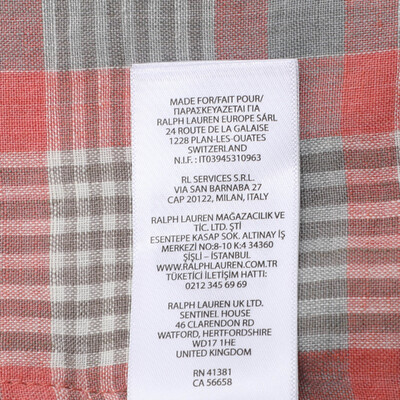 MADE FOR/FAIT POUR/
ΠΑΡΑΣΚΕΥΑΖΕΤΑΙ ΓΙΑ
RALPH LAUREN EUROPE SÁRL
24 ROUTE DE LA GALAISE
1228 PLAN-LES-OUATES
SWITZERLAND
N.I.F. : IT03945310963
RL SERVICES S.R.L.
VIA SAN BARNABA 27
CAP 20122, MILAN, ITALY
RALPH LAUREN MAĞAZACILIK VE
TİC. LTD. ŞTİ
ESENTEPE KASAP SOK. ALTINAY İŞ
MERKEZİ NO:8-10 K:4 34360
ŞİŞLİ – İSTANBUL
WWW.RALPHLAUREN.COM.TR
TÜKETİCİ İLETİŞİM HATTI:
0212 345 69 69
RALPH LAUREN UK LTD.
SENTINEL HOUSE
46 CLARENDON RD
WATFORD, HERTFORDSHIRE
WD17 1HE
UNITED KINGDOM
RN 41381
CA 56658